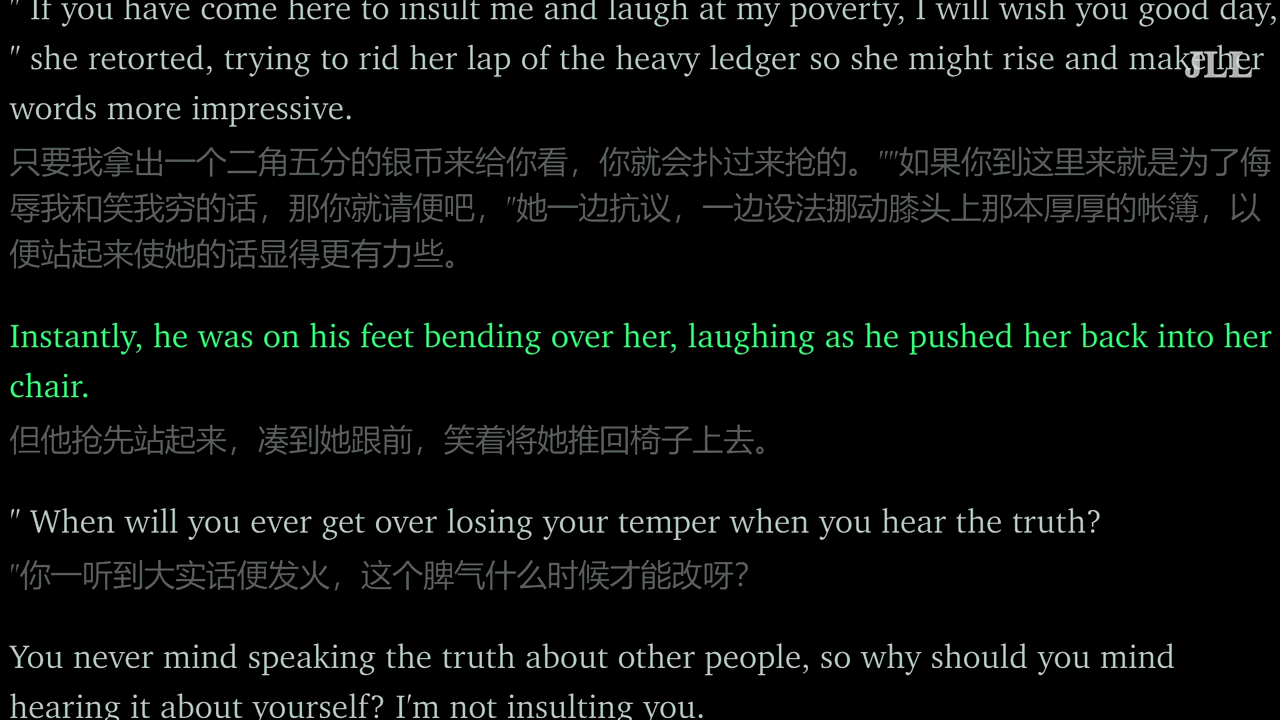 " If you have come here to insult me and laugh at my poverty, I will wish you good day,
" she retorted, trying to rid her lap of the heavy ledger so she might rise and make her
JLL
words more impressive.
只要我拿出一个二角五分的银币来给你看，你就会扑过来抢的。""如果你到这里来就是为了侮
辱我和笑我穷的话，那你就请便吧，"她一边抗议，一边设法挪动膝头上那本厚厚的帐簿，以
便站起来使她的话显得更有力些。
Instantly, he was on his feet bending over her, laughing as he pushed her back into her
chair.
但他抢先站起来，凑到她跟前，笑着将她推回椅子上去。
" When will you ever get over losing your temper when you hear the truth?
"你一听到大实话便发火，这个脾气什么时候才能改呀？
You never mind speaking the truth about other people, so why should you mind
hearing it about yourself? I'm not insulting you.